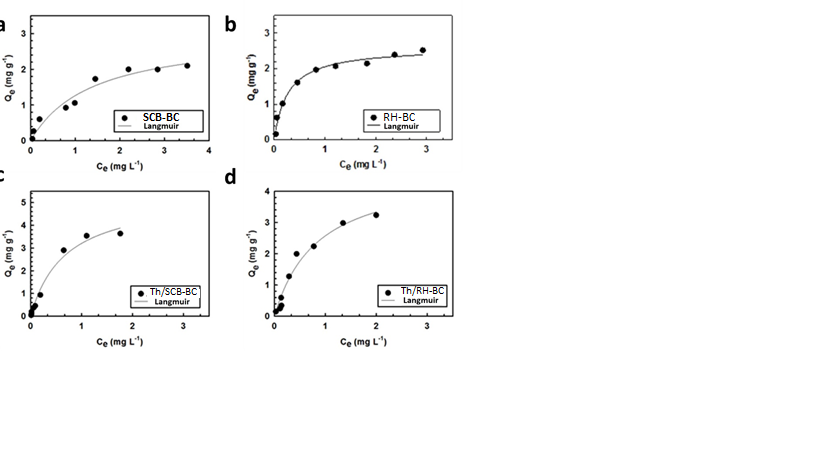 a
3
2
1
0
Qe (mg g-1)
SCB-BC
Langmuir
0 1 2 3 4
Ce (mg L-1)
b
3
2
1
0
Qe (mg g-1)
RH-BC
Langmuir
0 1 2 3
Ce (mg L-1)
c
5
4
3
2
1
0
Qe (mg g-1)
Th/SCB-BC
Langmuir
0 1 2 3
Ce (mg L-1)
d
4
3
2
1
0
Qe (mg g-1)
Th/RH-BC
Langmuir
0 1 2 3
Ce (mg L-1)